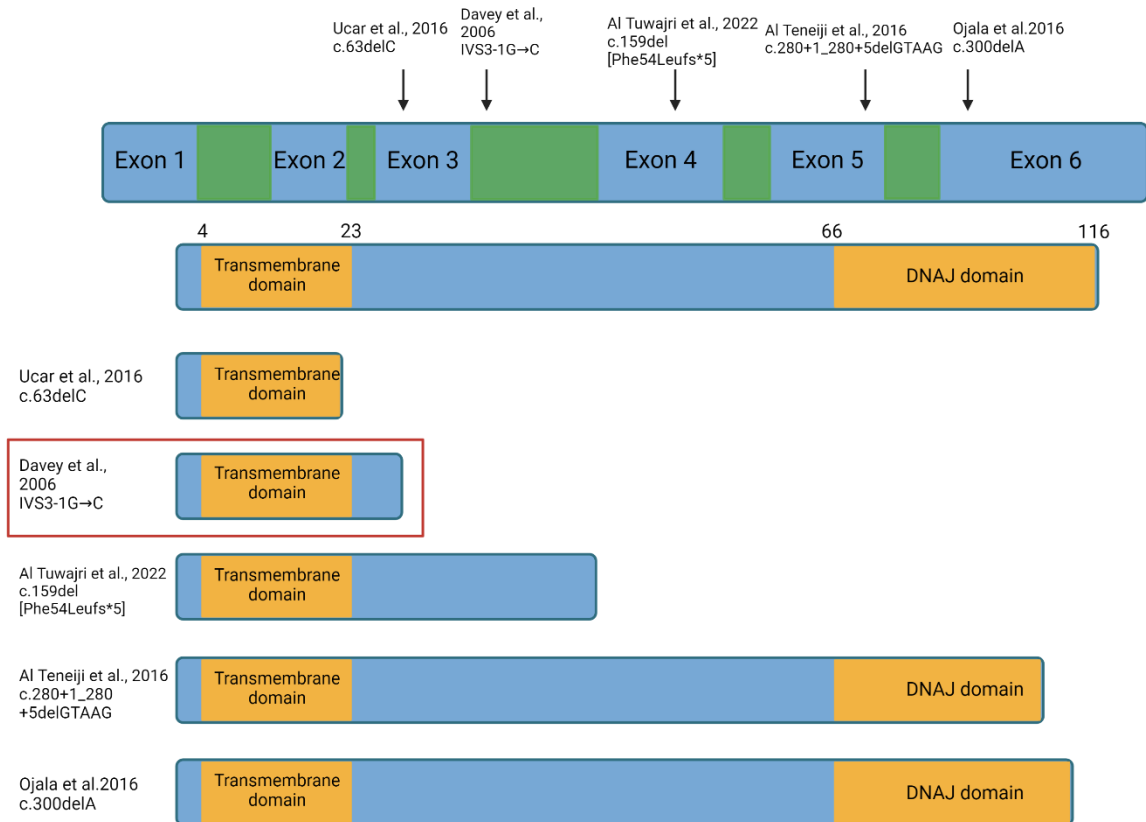 Ucar et al., 2016
c.63delC
Davey et al.,
2006
IVS3-1G→C
Al Tuwajri et al., 2022
c.159del
[Phe54Leufs*5]
Al Teneiji et al., 2016
c.280+1_280+5delGTAAG
Ojala et al.2016
c.300delA
Exon 1
Exon 2
Exon 3
Exon 4
Exon 5
Exon 6
4
23
66
116
Transmembrane
domain
DNAJ domain
Ucar et al., 2016
c.63delC
Transmembrane
domain
Davey et al.,
2006
IVS3-1G→C
Transmembrane
domain
Al Tuwajri et al., 2022
c.159del
[Phe54Leufs*5]
Transmembrane
domain
Al Teneiji et al., 2016
c.280+1_280
+5delGTAAG
Transmembrane
domain
DNAJ domain
Ojala et al.2016
c.300delA
Transmembrane
domain
DNAJ domain